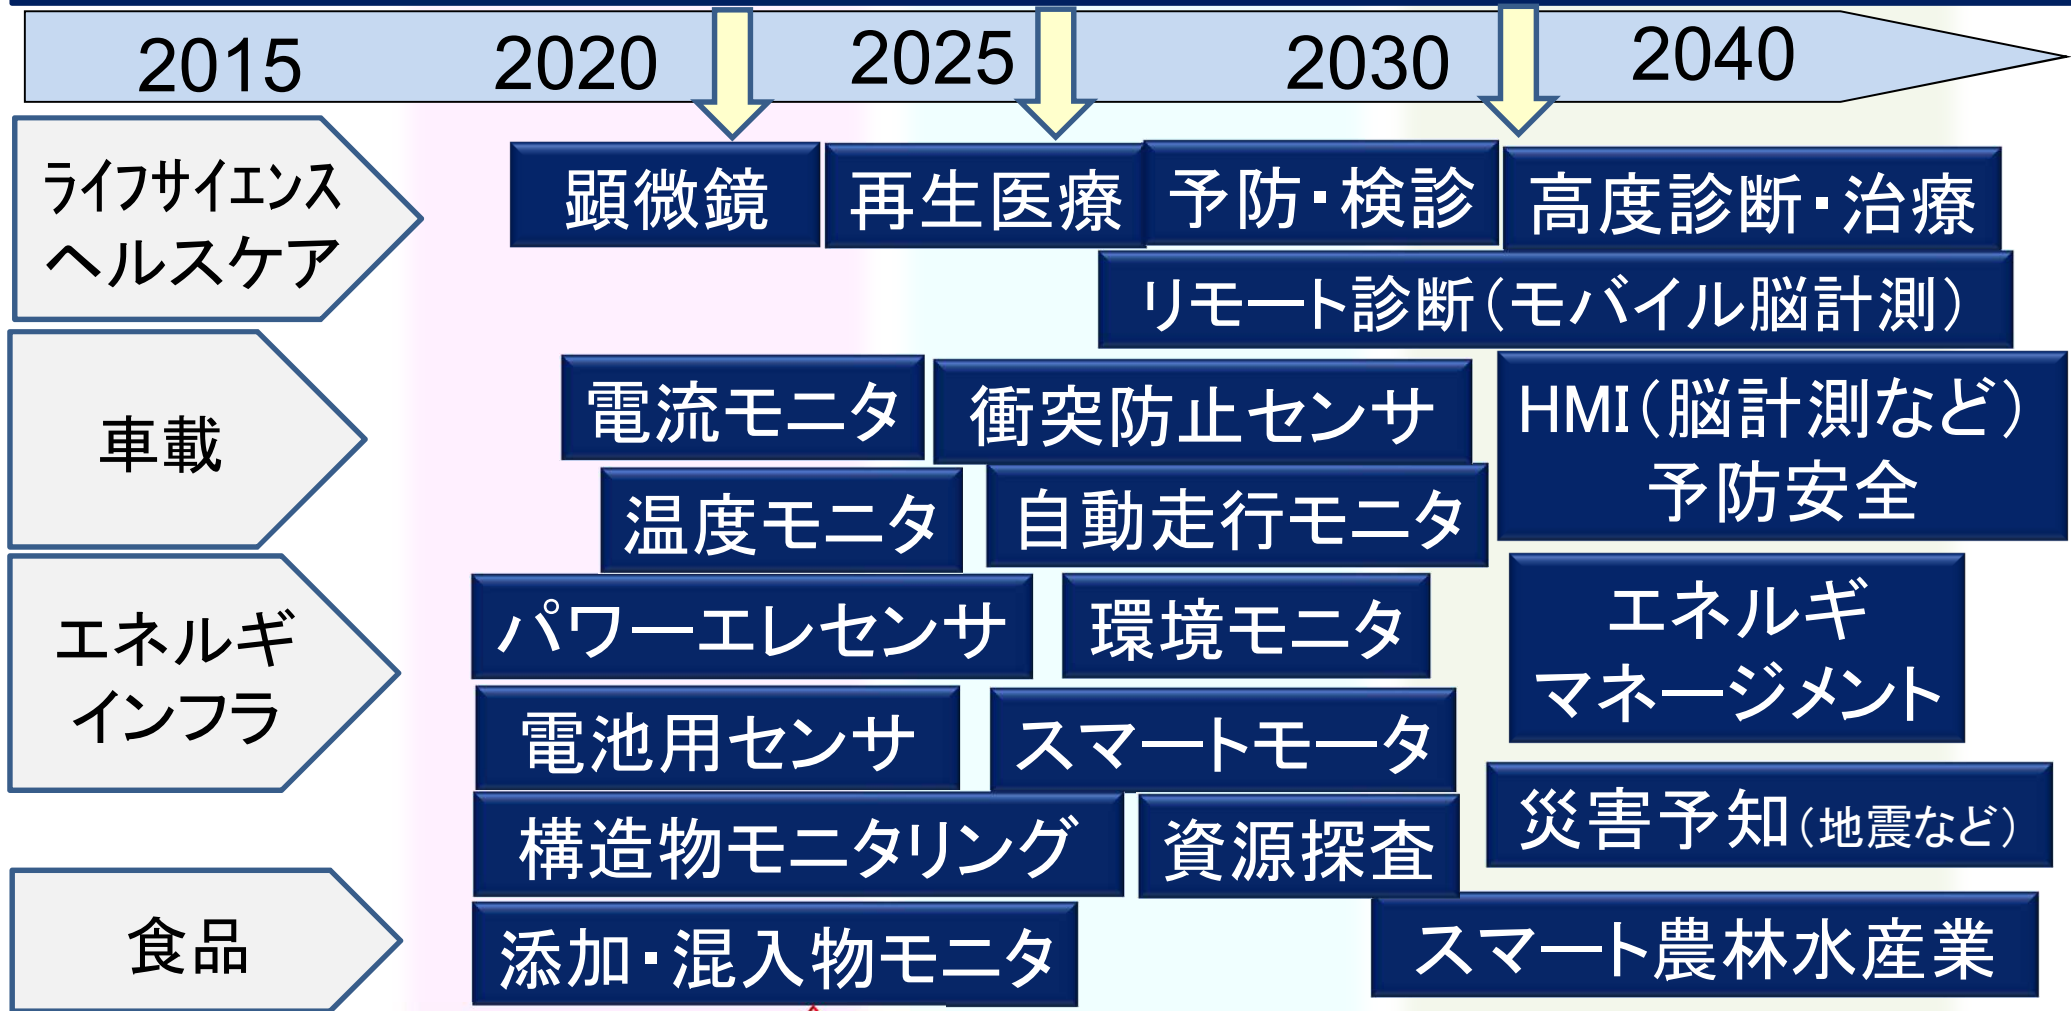 2015 2020 2025 2030 2040
ライフサイエンス
ヘルスケア
顕微鏡
再生医療
予防・検診
高度診断・治療
リモート診断(モバイル脳計測)
車載
電流モニタ
衝突防止センサ
HMI(脳計測など)
予防安全
温度モニタ
自動走行モニタ
エネルギ
インフラ
パワーエレセンサ
環境モニタ
エネルギ
マネージメント
電池用センサ
スマートモータ
構造物モニタリング
資源探査
災害予知(地震など)
食品
添加・混入物モニタ
スマート農林水産業